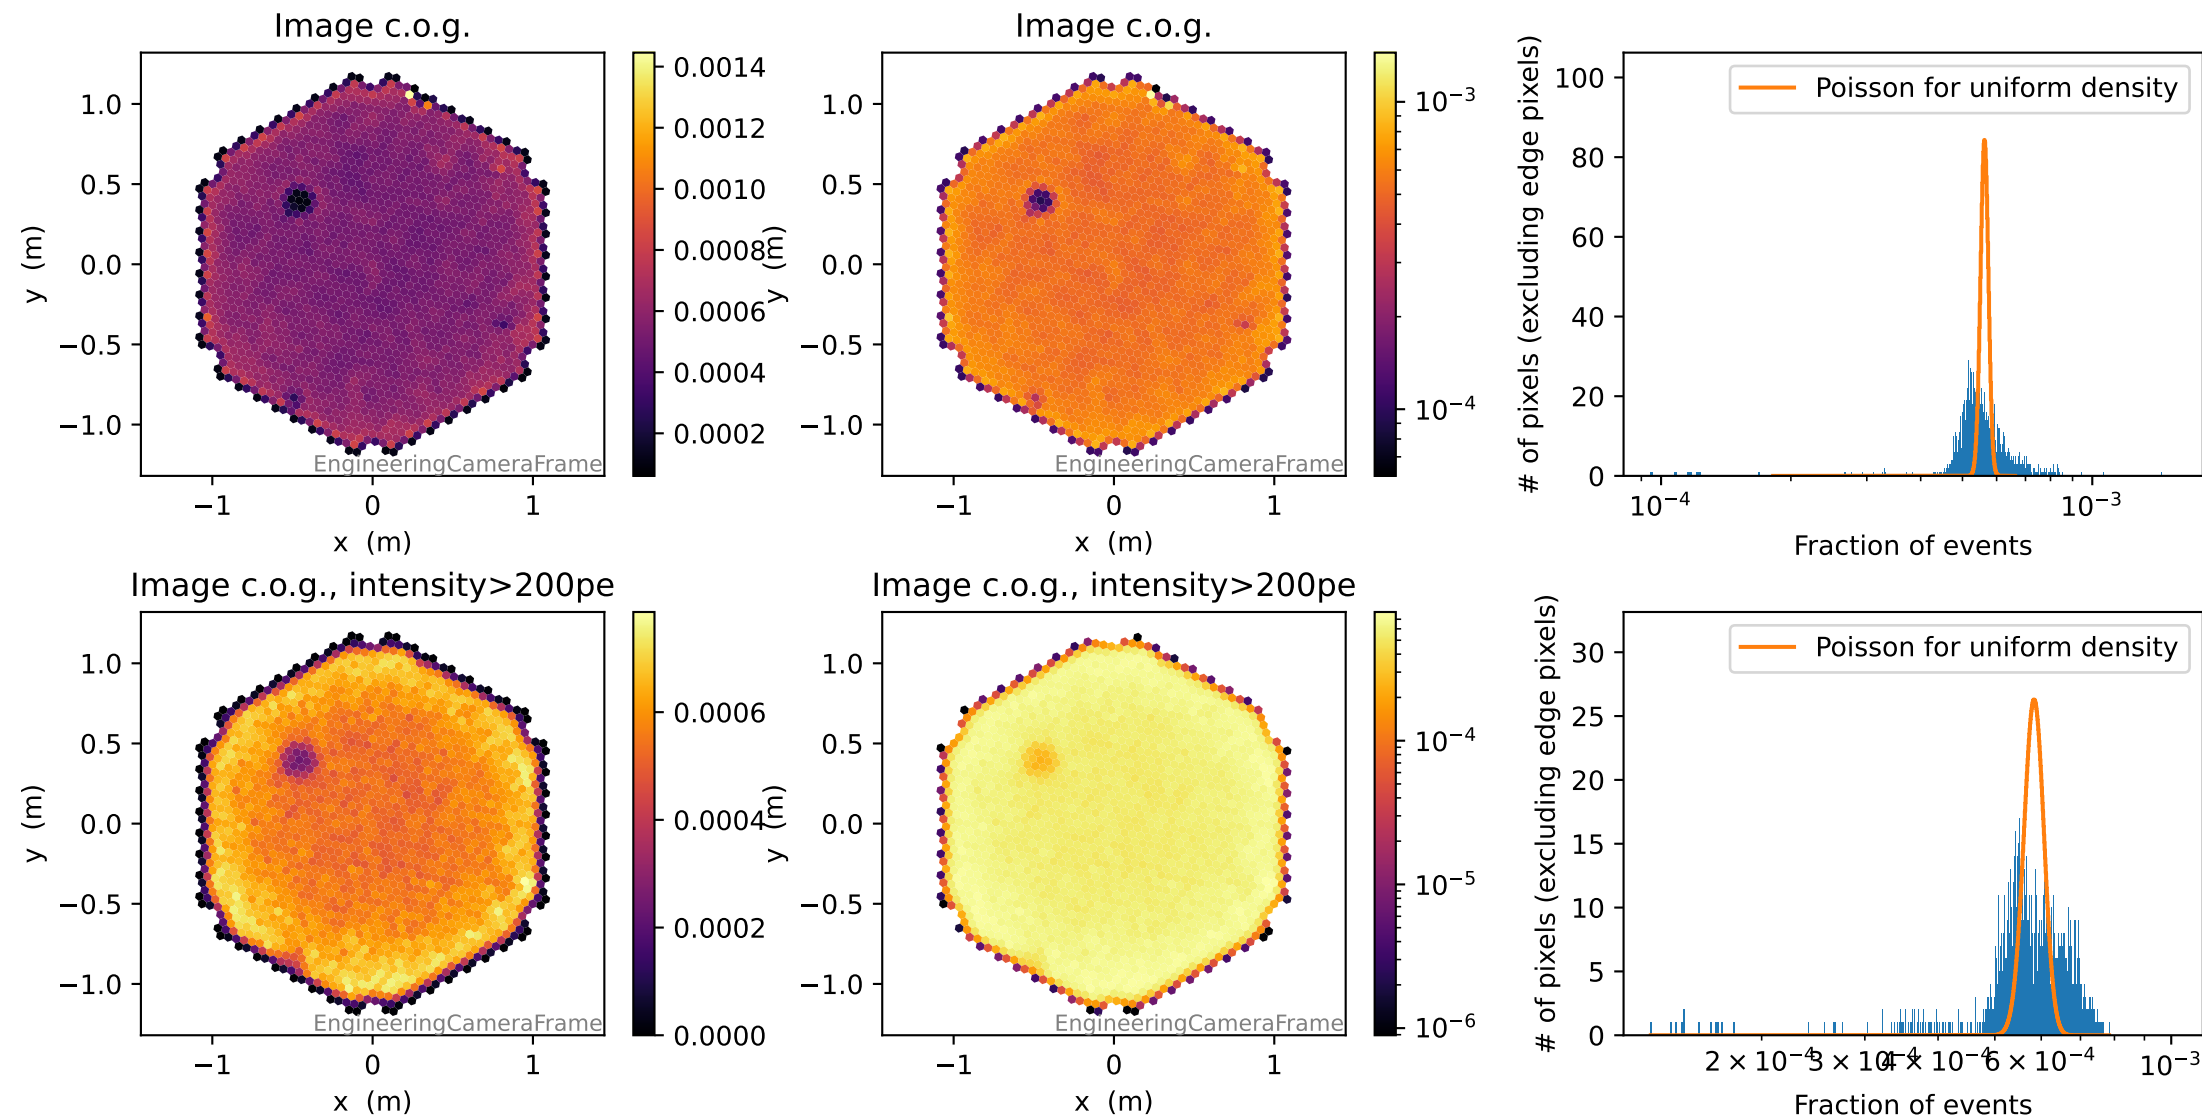 Image c.o.g.
1.0
0.5
0.0
−0.5
−1.0
y (m)
−1
0
1
x (m)
EngineeringCameraFrame
0.0014
0.0012
0.0010
0.0008
0.0006
0.0004
0.0002
Image c.o.g.
1.0
0.5
0.0
−0.5
−1.0
y (m)
−1
0
1
x (m)
EngineeringCameraFrame
10⁻³
10⁻⁴
Poisson for uniform density
100
80
60
40
20
0
# of pixels (excluding edge pixels)
10⁻⁴
10⁻³
Fraction of events
Image c.o.g., intensity>200pe
1.0
0.5
0.0
−0.5
−1.0
y (m)
−1
0
1
x (m)
EngineeringCameraFrame
0.0006
0.0004
0.0002
0.0000
Image c.o.g., intensity>200pe
1.0
0.5
0.0
−0.5
−1.0
y (m)
−1
0
1
x (m)
EngineeringCameraFrame
10⁻⁴
10⁻⁵
10⁻⁶
Poisson for uniform density
30
25
20
15
10
5
0
# of pixels (excluding edge pixels)
2 × 10⁻⁴
3 × 10⁻⁴
4 × 10⁻⁴
6 × 10⁻⁴
10⁻³
Fraction of events